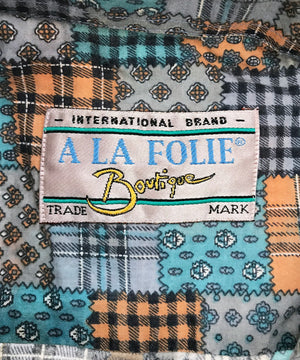 - INTERNATIONAL BRAND -
A LA FOLIE®
Boutique
TRADE MARK